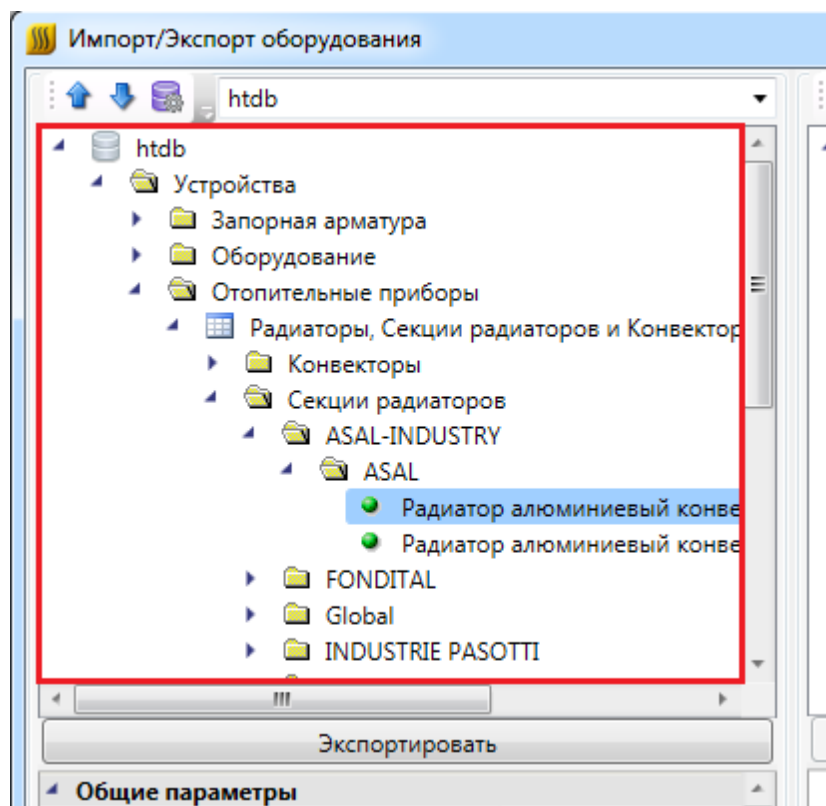 Импорт/Экспорт оборудования
htdb
htdb
Устройства
Запорная арматура
Оборудование
Отопительные приборы
Радиаторы, Секции радиаторов и Конвектор
Конвекторы
Секции радиаторов
ASAL-INDUSTRY
ASAL
Радиатор алюминиевый конве
Радиатор алюминиевый конве
FONDITAL
Global
INDUSTRIE PASOTTI
Экспортировать
Общие параметры